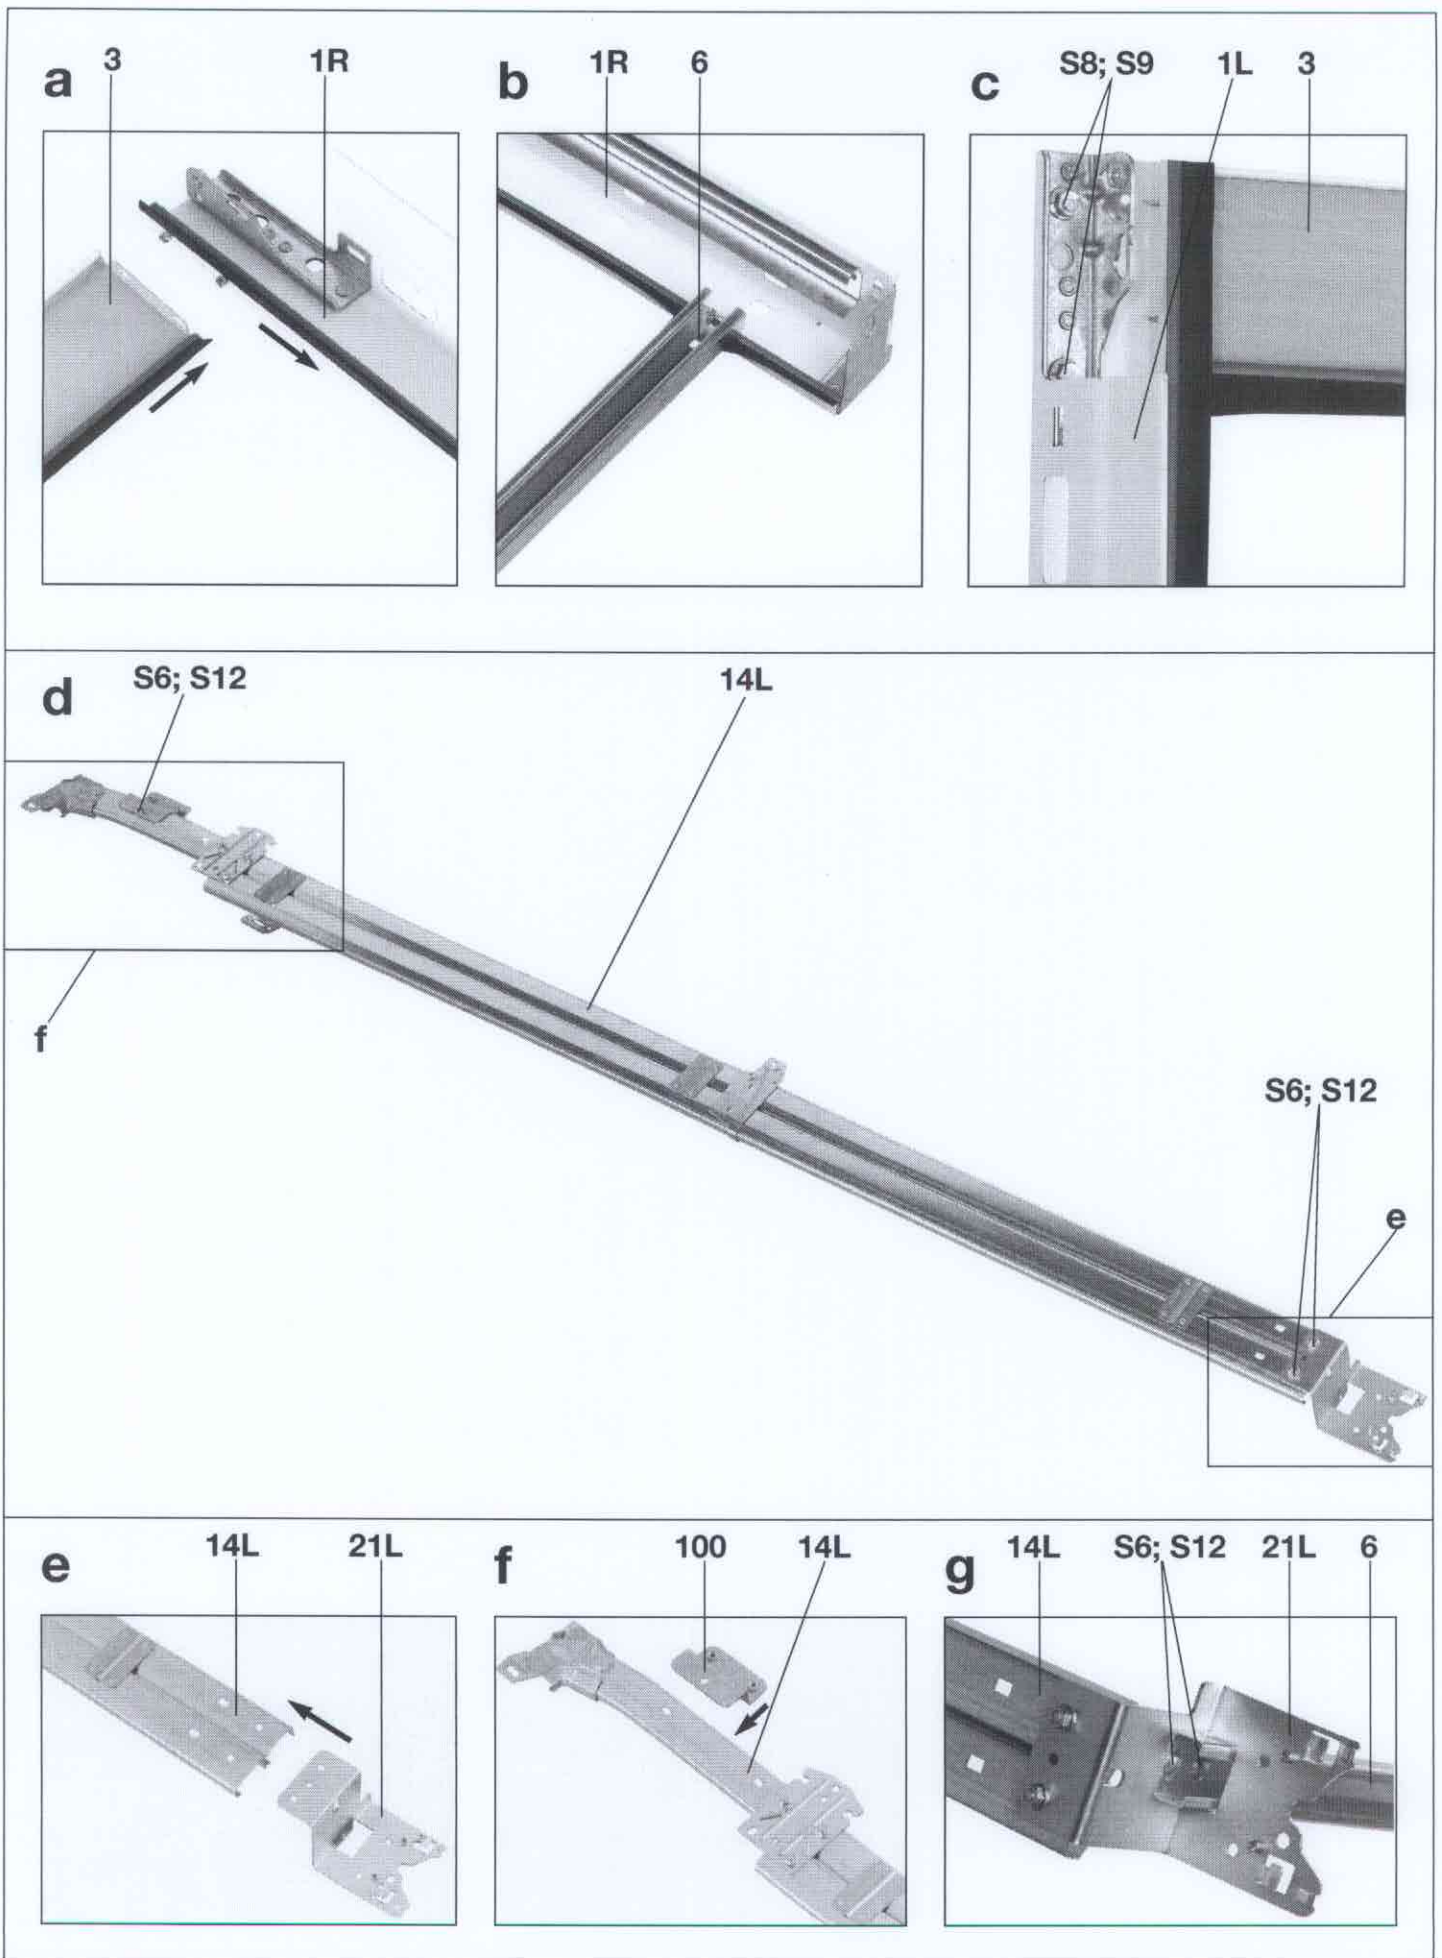 a 3 1R
b 1R 6
c S8; S9 1L 3
d S6; S12 14L
f
S6; S12
e
e 14L 21L
f 100 14L
g 14L S6; S12 21L 6